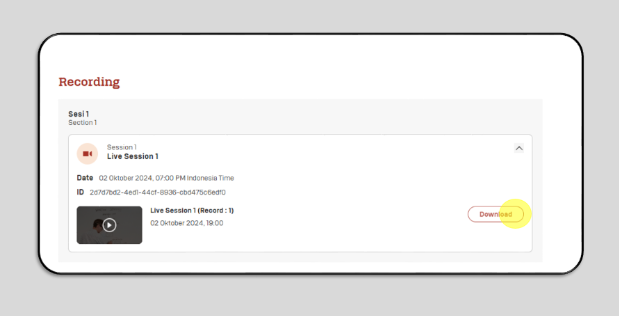 Recording
Sesi 1
Section 1
Session 1
Live Session 1
Date 02 Oktober 2024, 07:00 PM Indonesia Time
ID 2d7d7bd2-4ed1-44cf-8936-abd475c6edf0
Live Session 1 (Record : 1)
02 Oktober 2024, 19:00
Download